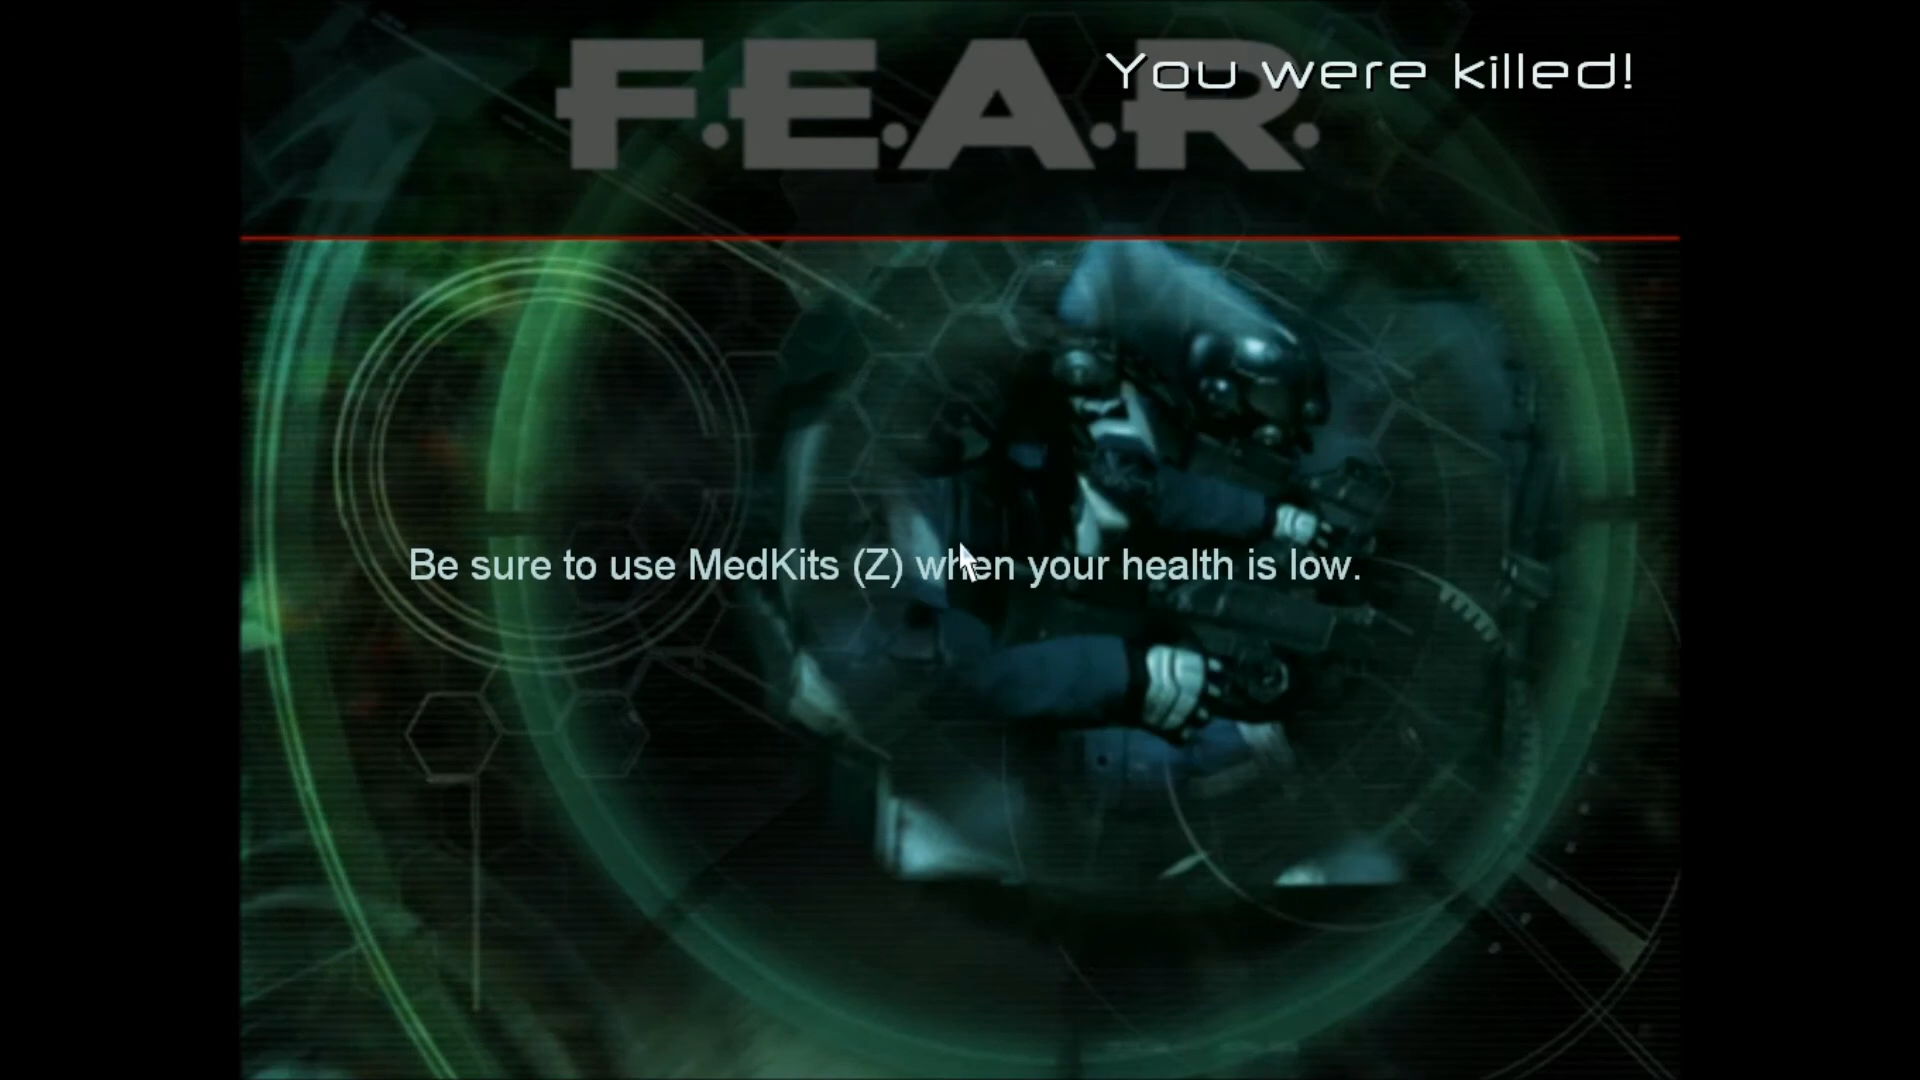 F.E.A.R.
You were killed!
Be sure to use MedKits (Z) when your health is low.